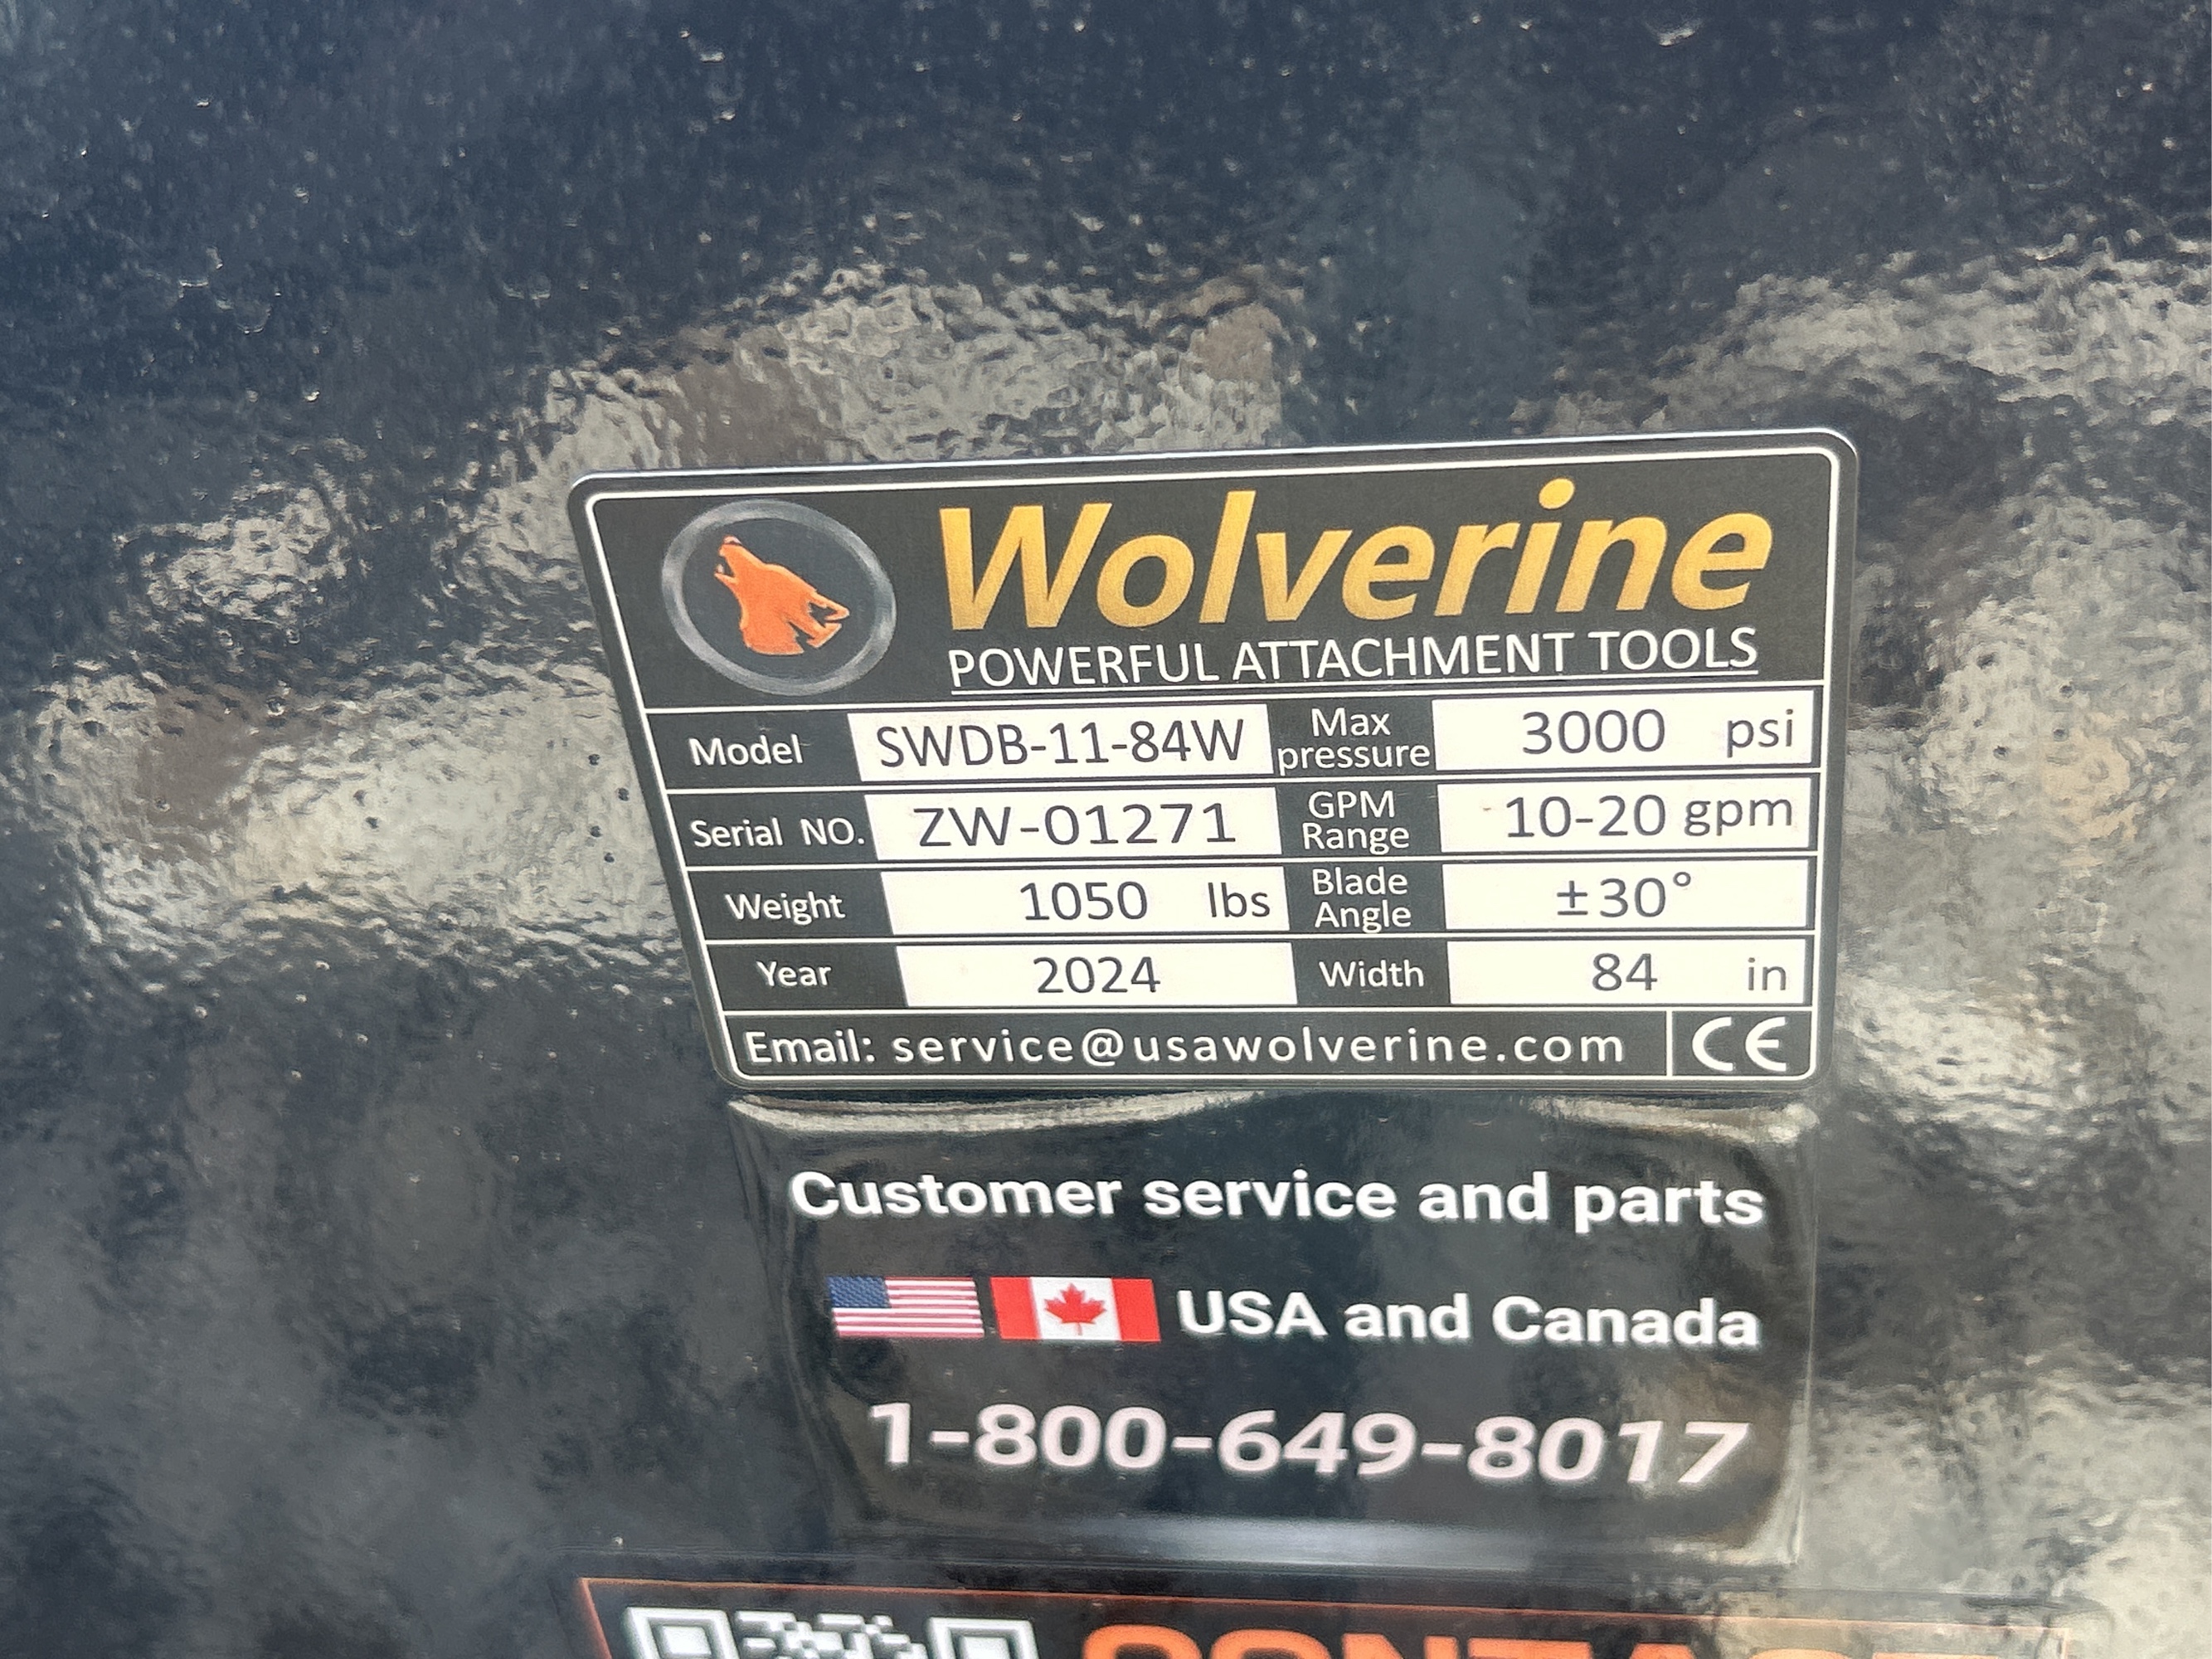 Wolverine
POWERFUL ATTACHMENT TOOLS
Model SWDB-11-84W Max pressure 3000 psi
Serial NO. ZW-01271 GPM Range 10-20 gpm
Weight 1050 lbs Blade Angle ±30°
Year 2024 Width 84 in
Email: service@usawolverine.com CE
Customer service and parts
USA and Canada
1-800-649-8017